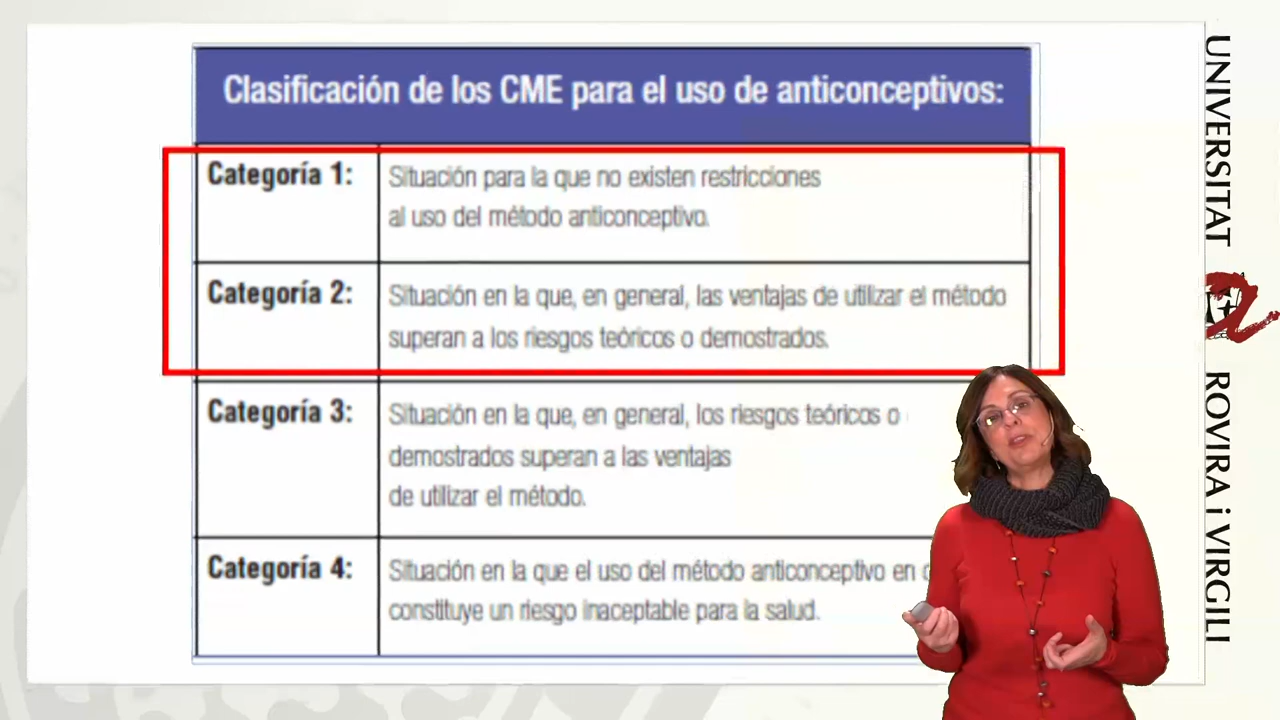 Clasificación de los CME para el uso de anticonceptivos:
Categoría 1:
Situación para la que no existen restricciones
al uso del método anticonceptivo.
Categoría 2:
Situación en la que, en general, las ventajas de utilizar el método
superan a los riesgos teóricos o demostrados.
Categoría 3:
Situación en la que, en general, los riesgos teóricos o
demostrados superan a las ventajas
de utilizar el método.
Categoría 4:
Situación en la que el uso del método anticonceptivo en
constituye un riesgo inaceptable para la salud.
UNIVERSITAT
ROVIRA i VIRGILI